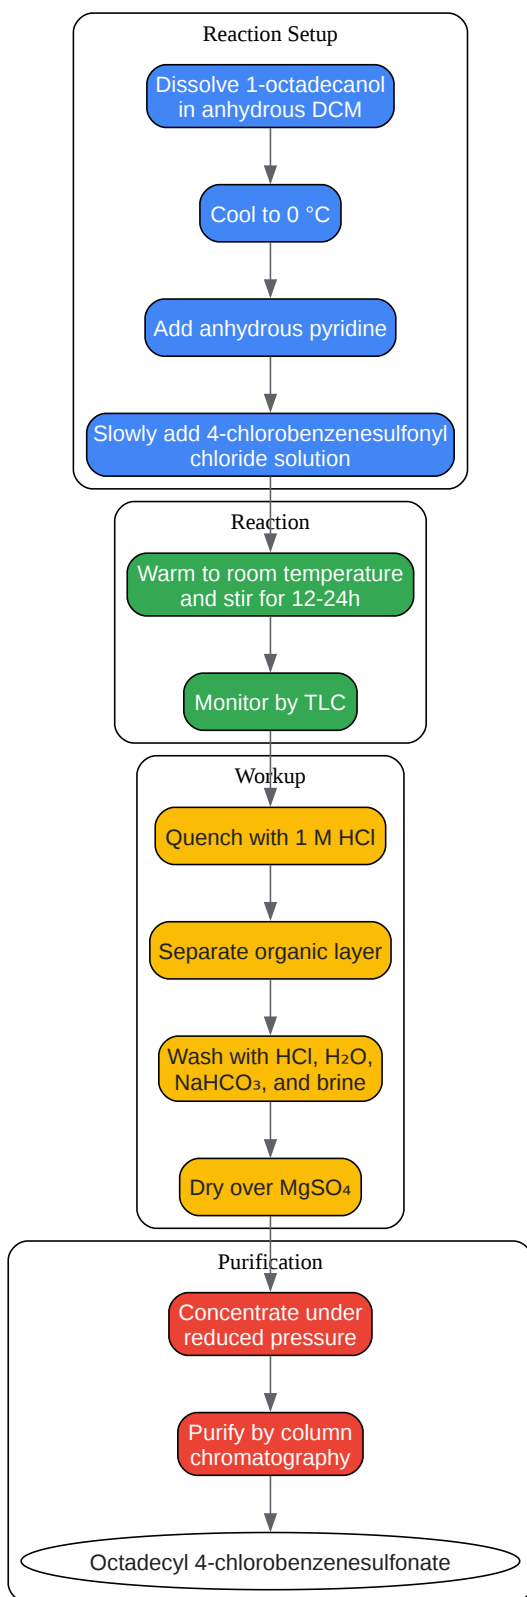 Reaction Setup
Dissolve 1-octadecanol
in anhydrous DCM
Cool to 0 °C
Add anhydrous pyridine
Slowly add 4-chlorobenzenesulfonyl
chloride solution
Reaction
Warm to room temperature
and stir for 12-24h
Monitor by TLC
Workup
Quench with 1 M HCl
Separate organic layer
Wash with HCl, H₂O,
NaHCO₃, and brine
Dry over MgSO₄
Purification
Concentrate under
reduced pressure
Purify by column
chromatography
Octadecyl 4-chlorobenzenesulfonate